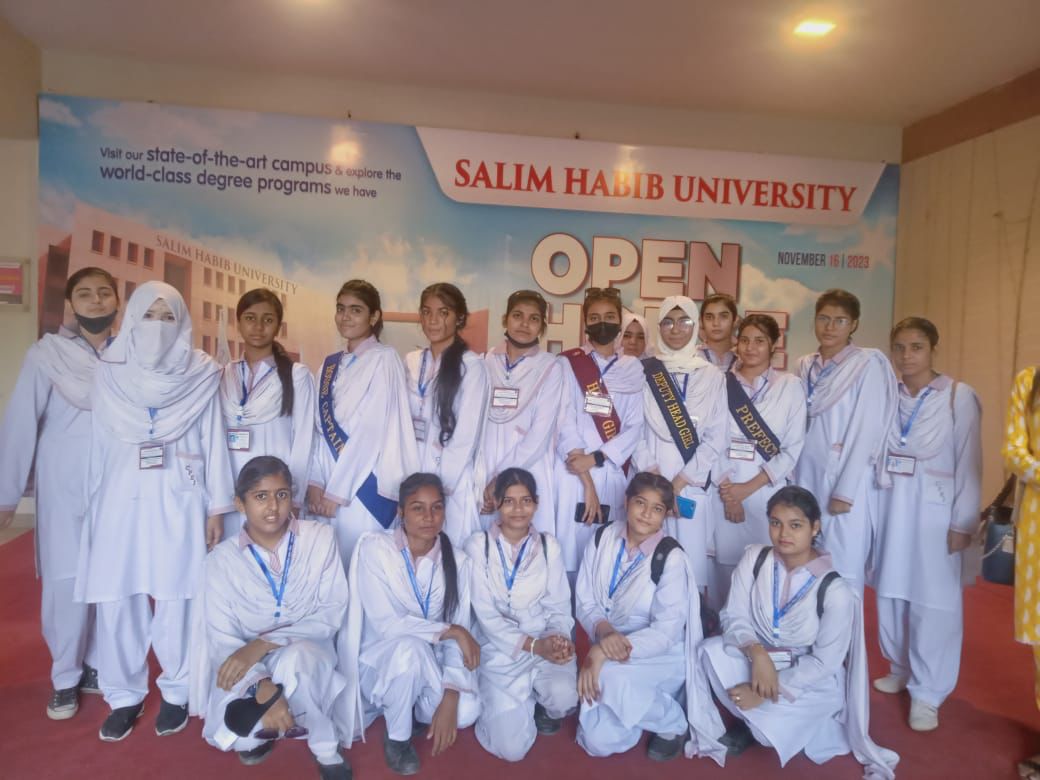 Visit our state-of-the-art campus & explore the
world-class degree programs we have
SALIM HABIB UNIVERSITY
OPEN
NOVEMBER 16 | 2023
SALIM HABIB UNIVERSITY
HOUSE CAPTAIN
DEPUTY HEAD GIRL
PREFECT